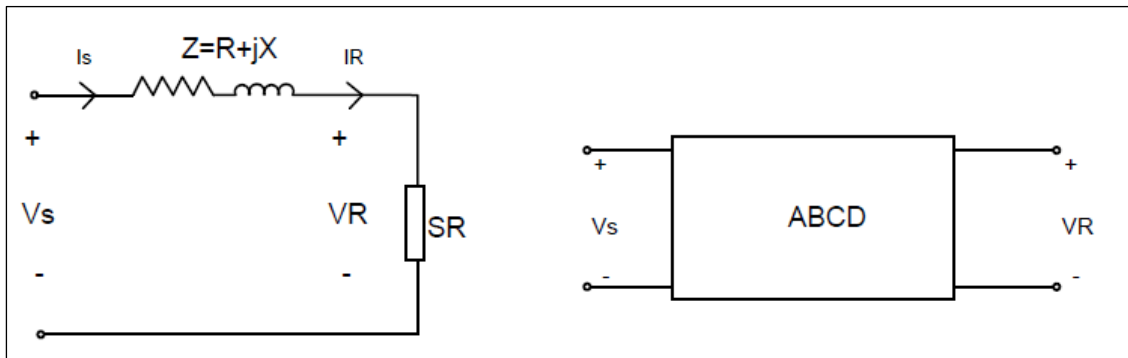 Is
Z=R+jX
IR
+
+
Vs
VR
SR
-
-
+
+
Vs
ABCD
VR
-
-